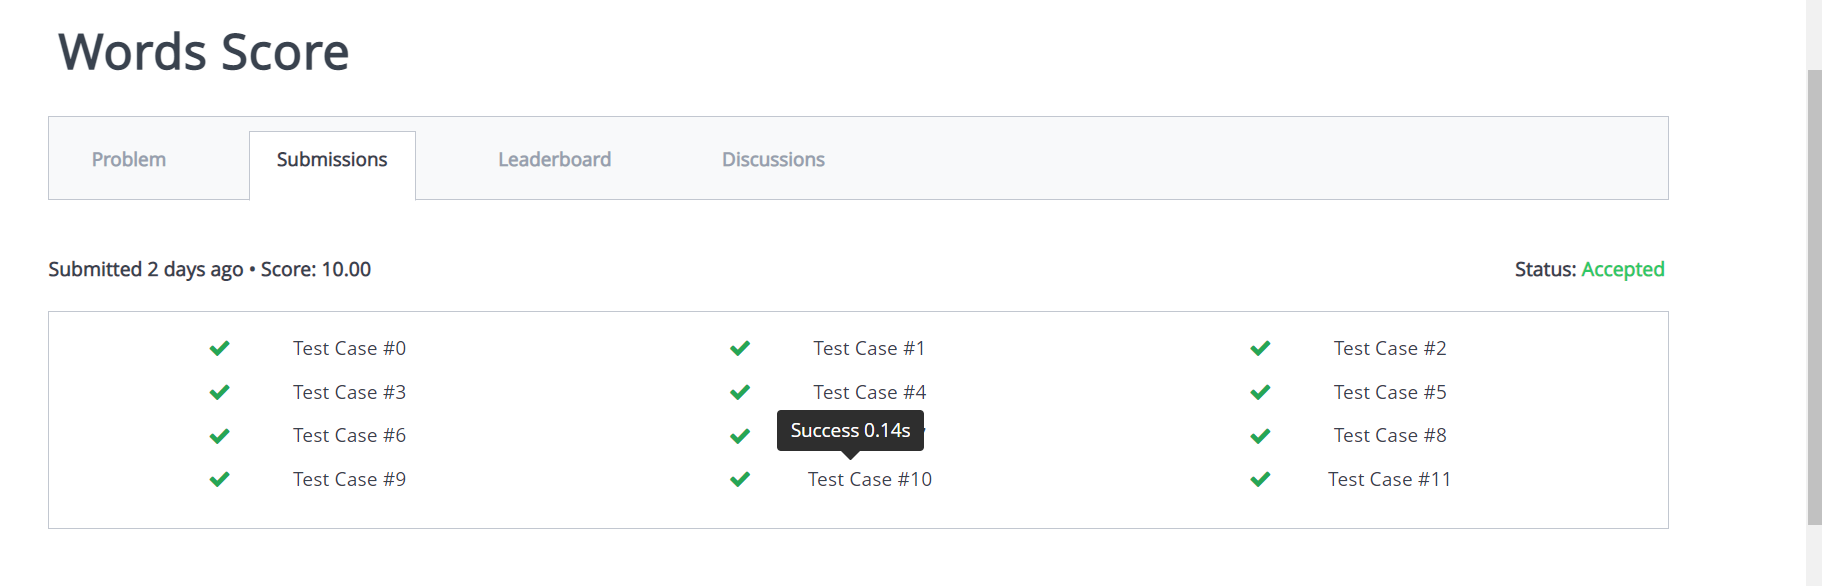 Words Score
Problem Submissions Leaderboard Discussions
Submitted 2 days ago • Score: 10.00 Status: Accepted
Test Case #0 Test Case #1 Test Case #2
Test Case #3 Test Case #4 Test Case #5
Success 0.14s
Test Case #6 Test Case #8
Test Case #9 Test Case #10 Test Case #11